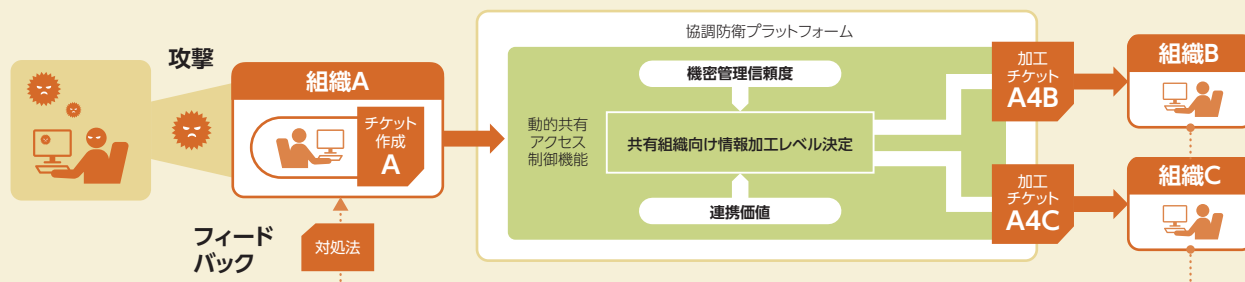 攻撃
組織A
チケット
作成
A
フィード
バック
対処法
協調防衛プラットフォーム
動的共有
アクセス
制御機能
機密管理信頼度
共有組織向け情報加工レベル決定
連携価値
加工
チケット
A4B
加工
チケット
A4C
組織B
組織C